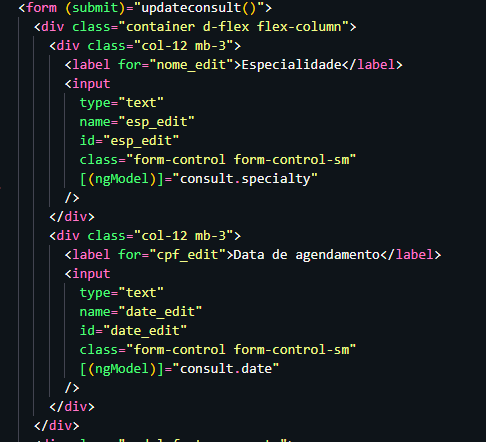 <form (submit)="updateconsult()">
<div class="container d-flex flex-column">
<div class="col-12 mb-3">
<label for="nome_edit">Especialidade</label>
<input
type="text"
name="esp_edit"
id="esp_edit"
class="form-control form-control-sm"
[(ngModel)]="consult.specialty"
/>
</div>
<div class="col-12 mb-3">
<label for="cpf_edit">Data de agendamento</label>
<input
type="text"
name="date_edit"
id="date_edit"
class="form-control form-control-sm"
[(ngModel)]="consult.date"
/>
</div>
</div>